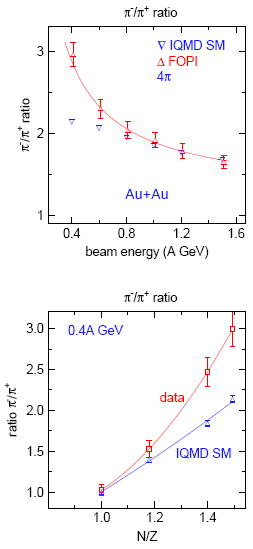 π⁻/π⁺ ratio
▽ IQMD SM
△ FOPI
4π
3
2
1
π⁻/π⁺ ratio
Au+Au
0.4 0.8 1.2 1.6
beam energy (A GeV)
π⁻/π⁺ ratio
0.4A GeV
3.0
2.5
2.0
1.5
1.0
ratio π⁻/π⁺
data
IQMD SM
1.0 1.2 1.4
N/Z